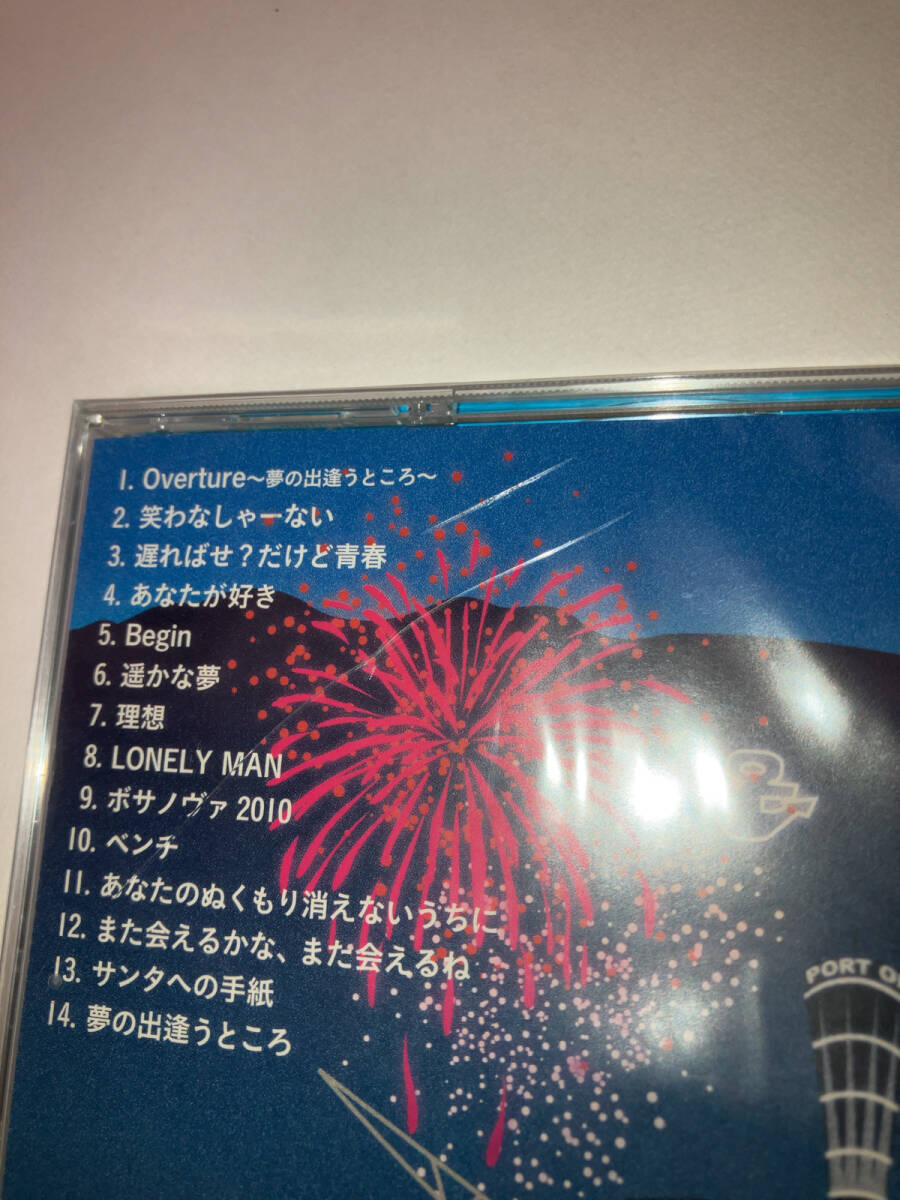 1. Overture～夢の出逢うところ～
2. 笑わなしゃーない
3. 遅ればせ？だけど青春
4. あなたが好き
5. Begin
6. 遥かな夢
7. 理想
8. LONELY MAN
9. ボサノヴァ 2010
10. ベンチ
11. あなたのぬくもり消えないうちに
12. また会えるかな、まだ会えるね
13. サンタへの手紙
14. 夢の出逢うところ
PORT